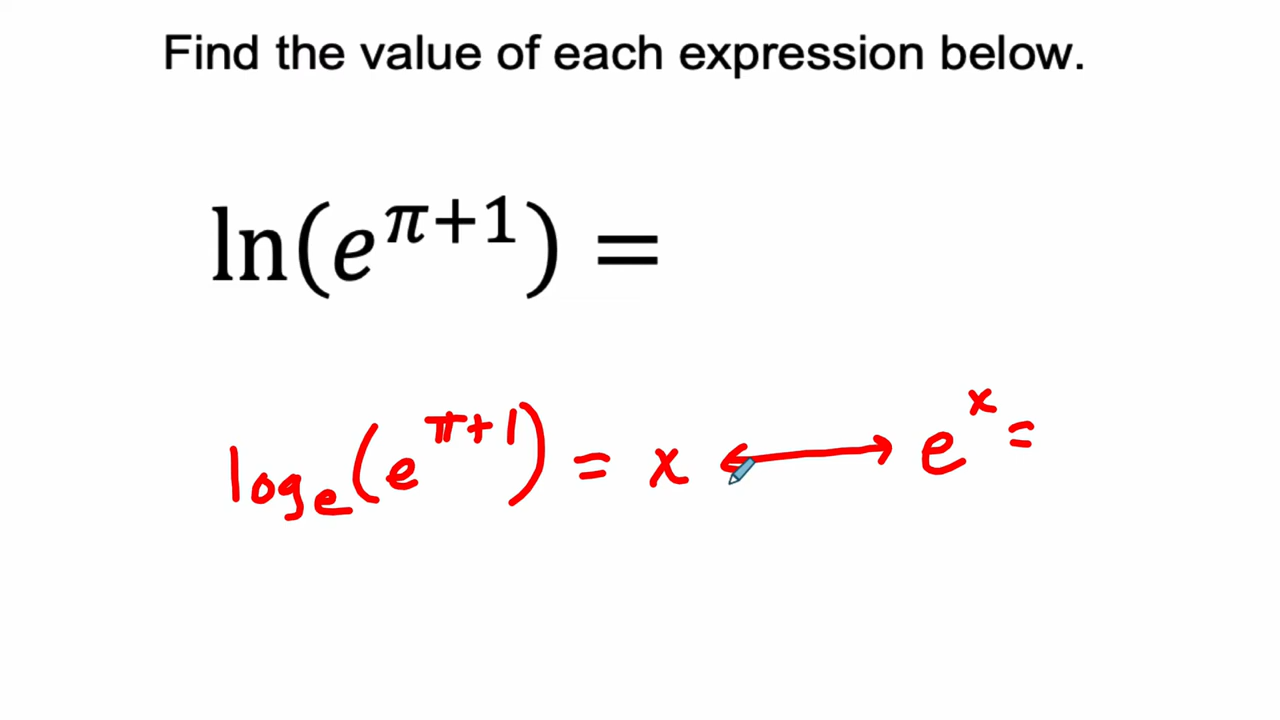 Find the value of each expression below.
ln(e^{π+1}) =
log_e(e^{π+1}) = x ⟷ e^x =